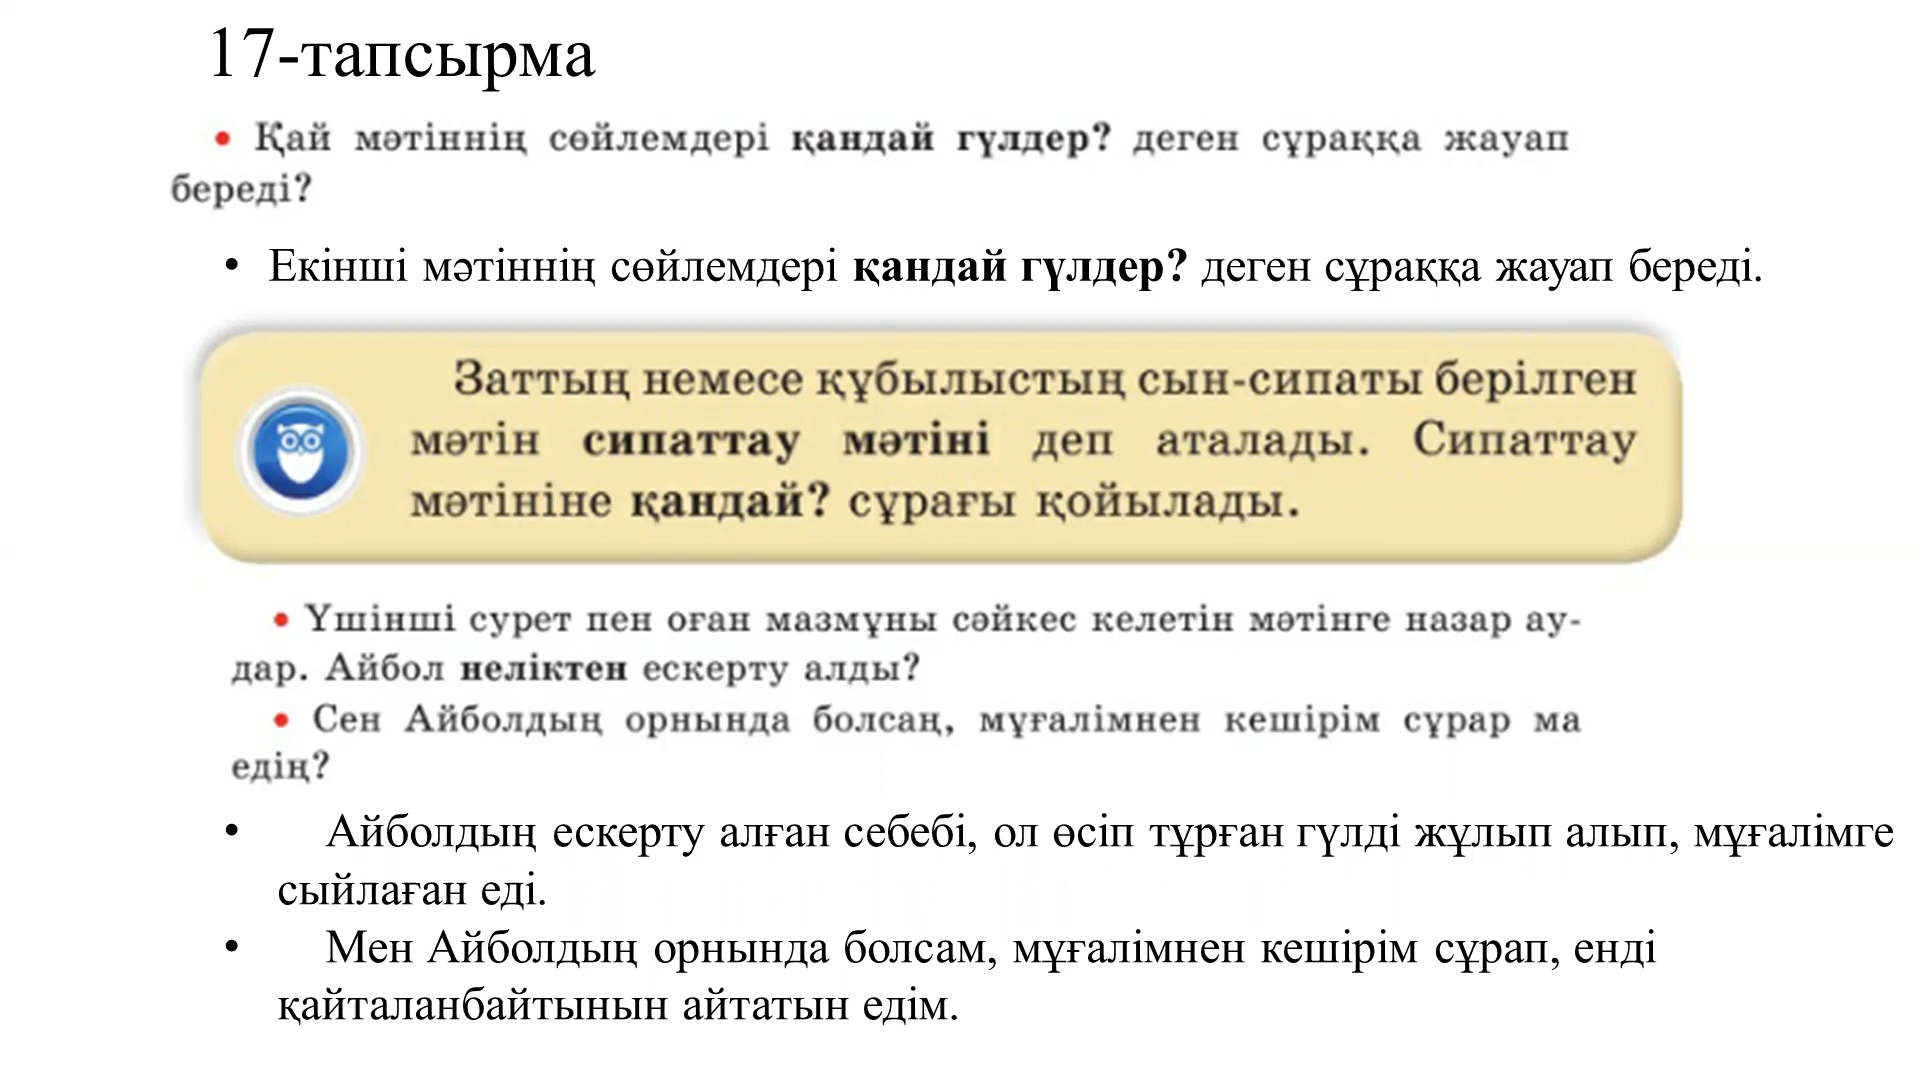 17-тапсырма
• Қай мәтіннің сөйлемдері қандай гүлдер? деген сұраққа жауап
береді?
• Екінші мәтіннің сөйлемдері қандай гүлдер? деген сұраққа жауап береді.
Заттың немесе құбылыстың сын-сипаты берілген
мәтін сипаттау мәтіні деп аталады. Сипаттау
мәтініне қандай? сұрағы қойылады.
• Үшінші сурет пен оған мазмұны сәйкес келетін мәтінге назар ау-
дар. Айбол неліктен ескерту алды?
• Сен Айболдың орнында болсаң, мұғалімнен кешірім сұрар ма
едің?
• Айболдың ескерту алған себебі, ол өсіп тұрған гүлді жұлып алып, мұғалімге
сыйлаған еді.
• Мен Айболдың орнында болсам, мұғалімнен кешірім сұрап, енді
қайталанбайтынын айтатын едім.